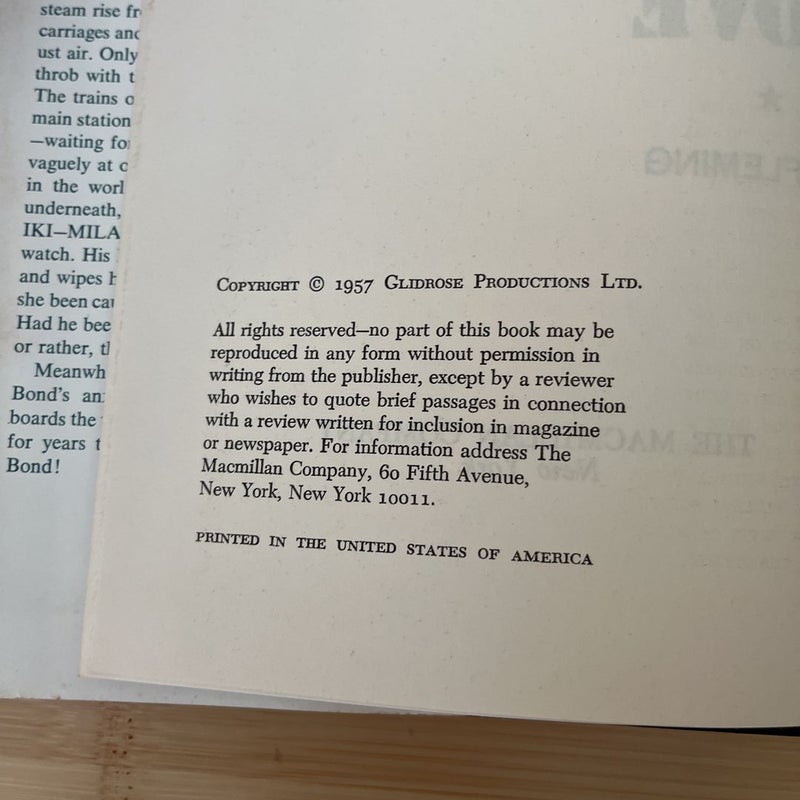 steam rise fr
carriages and
ust air. Only
throb with t
The trains o
main station
—waiting fo
vaguely at c
in the worl
underneath,
IKI—MILA
watch. His
and wipes h
she been cau
Had he bee
or rather, tl
Meanwh
Bond's an
boards the
for years t
Bond!
COPYRIGHT © 1957 GLIDROSE PRODUCTIONS LTD.
All rights reserved—no part of this book may be
reproduced in any form without permission in
writing from the publisher, except by a reviewer
who wishes to quote brief passages in connection
with a review written for inclusion in magazine
or newspaper. For information address The
Macmillan Company, 60 Fifth Avenue,
New York, New York 10011.
PRINTED IN THE UNITED STATES OF AMERICA